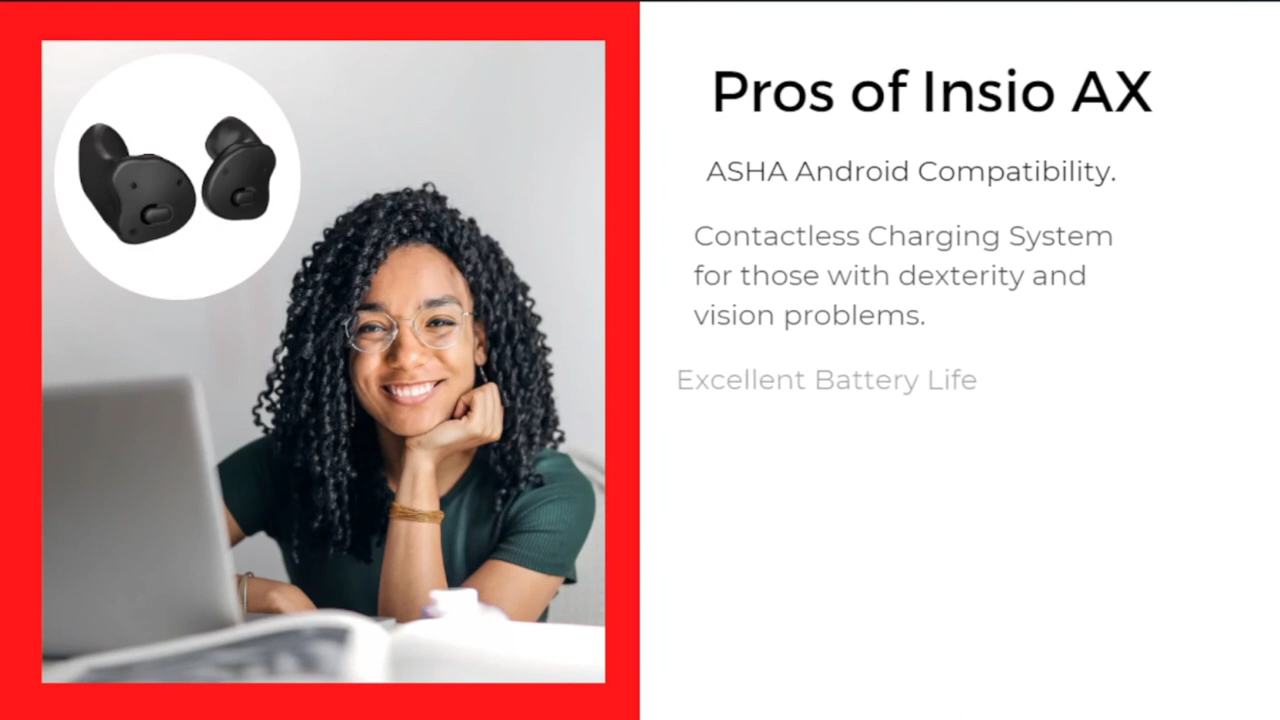 Pros of Insio AX
ASHA Android Compatibility.
Contactless Charging System
for those with dexterity and
vision problems.
Excellent Battery Life